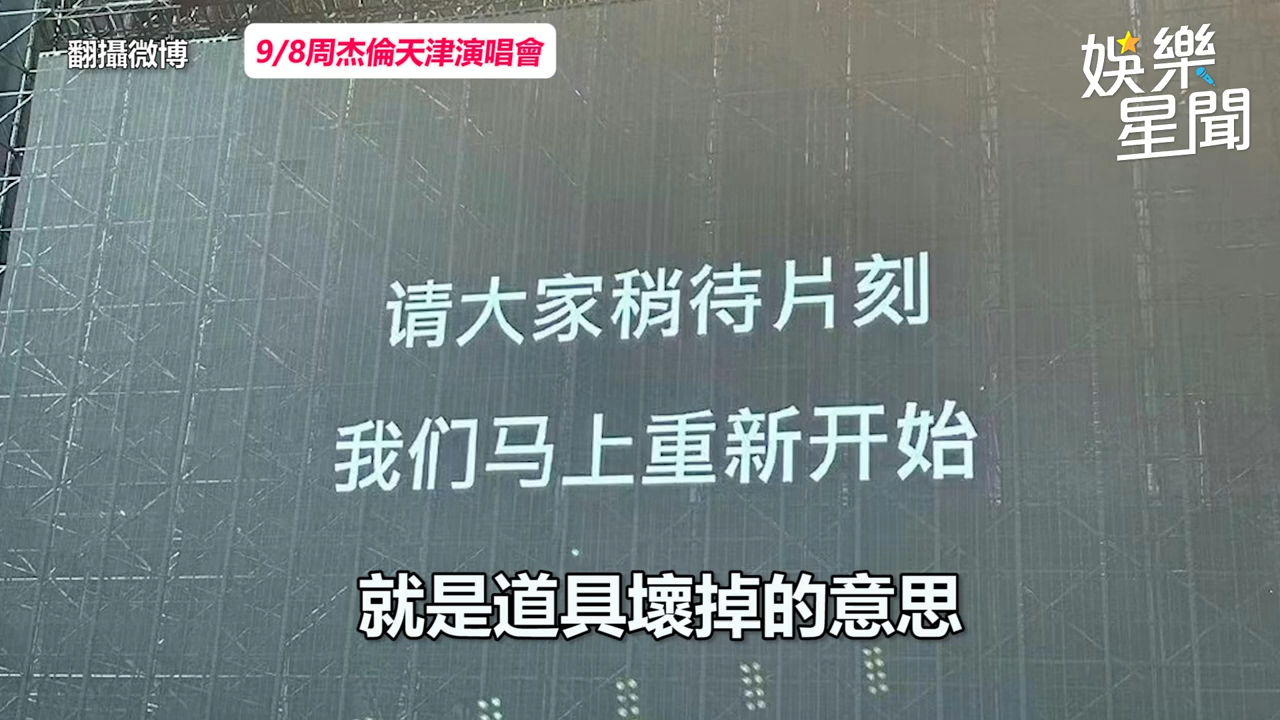 翻攝微博
9/8周杰倫天津演唱會
娛樂
星聞
请大家稍待片刻
我们马上重新开始
就是道具壞掉的意思